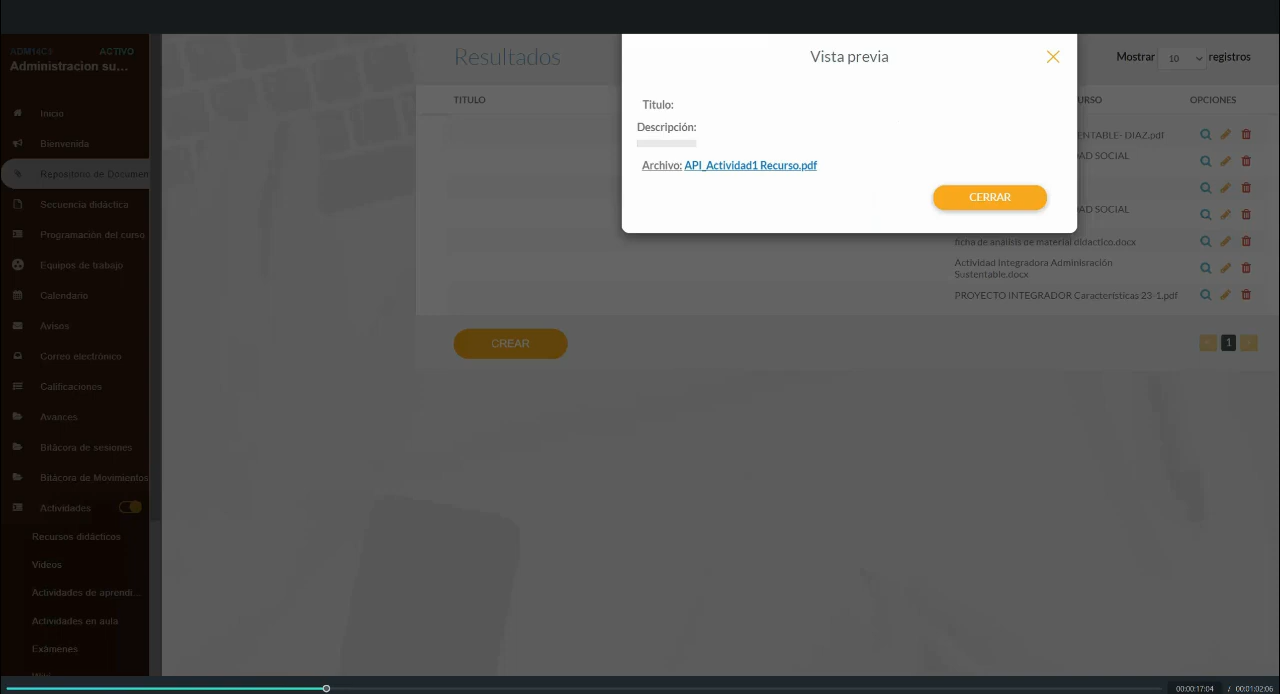 ADM14C1 ACTIVO
Administracion su...
Inicio
Bienvenida
Repositorio de Documen
Secuencia didáctica
Programación del curso
Equipos de trabajo
Calendario
Avisos
Correo electrónico
Calificaciones
Avances
Bitácora de sesiones
Bitácora de Movimientos
Actividades
Recursos didácticos
Videos
Actividades de aprendi...
Actividades en aula
Exámenes
Resultados
Mostrar 10 registros
TITULO
URSO
OPCIONES
Vista previa
Titulo:
Descripción:
Archivo: API_Actividad1 Recurso.pdf
CERRAR
ENTABLE- DIAZ.pdf
AD SOCIAL
AD SOCIAL
ficha de análisis de material didactico.docx
Actividad Integradora Adminisración
Sustentable.docx
PROYECTO INTEGRADOR Características 23-1.pdf
CREAR
1
00:00:17:04 / 00:01:02:06